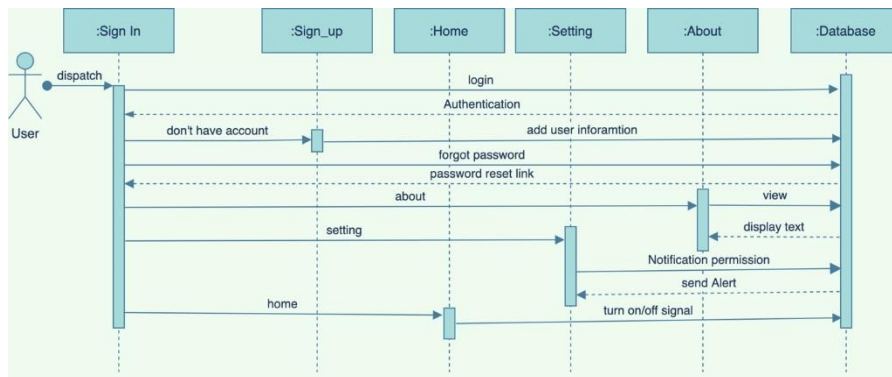 :Sign In
:Sign_up
:Home
:Setting
:About
:Database
dispatch
User
login
Authentication
don't have account
add user inforamtion
forgot password
password reset link
about
view
display text
setting
Notification permission
send Alert
home
turn on/off signal